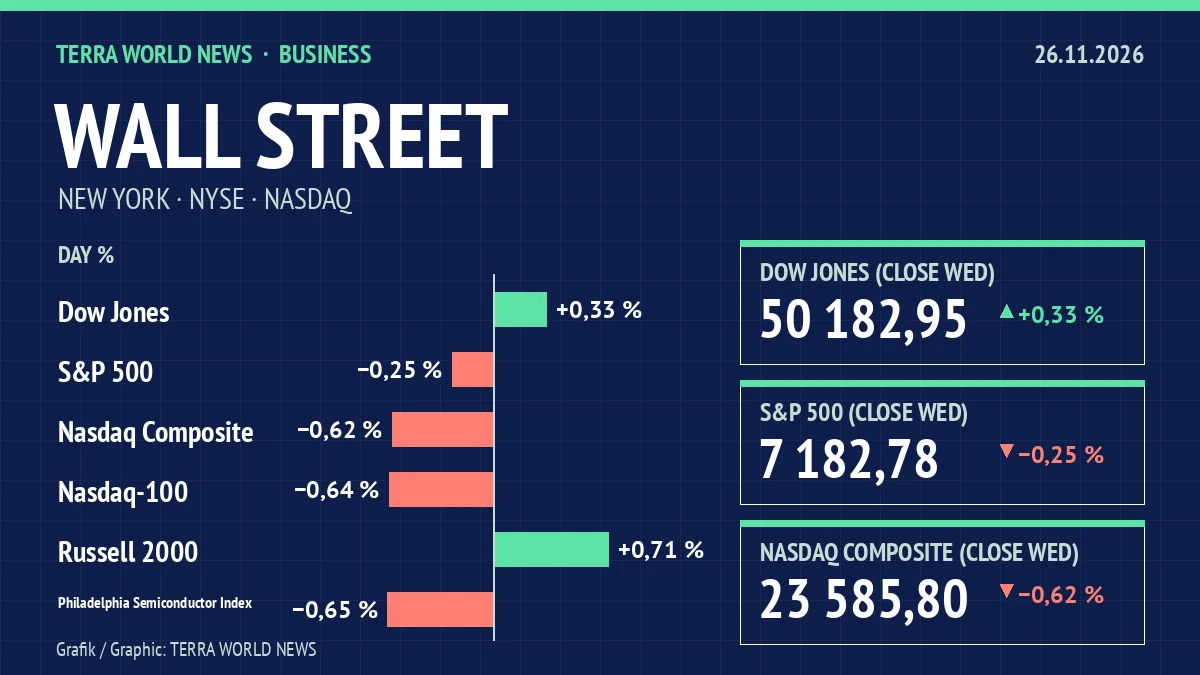 TERRA WORLD NEWS · BUSINESS
26.11.2026
WALL STREET
NEW YORK · NYSE · NASDAQ
DAY %
Dow Jones +0,33 %
S&P 500 −0,25 %
Nasdaq Composite −0,62 %
Nasdaq-100 −0,64 %
Russell 2000 +0,71 %
Philadelphia Semiconductor Index −0,65 %
DOW JONES (CLOSE WED)
50 182,95 ▲+0,33 %
S&P 500 (CLOSE WED)
7 182,78 ▼−0,25 %
NASDAQ COMPOSITE (CLOSE WED)
23 585,80 ▼−0,62 %
Grafik / Graphic: TERRA WORLD NEWS